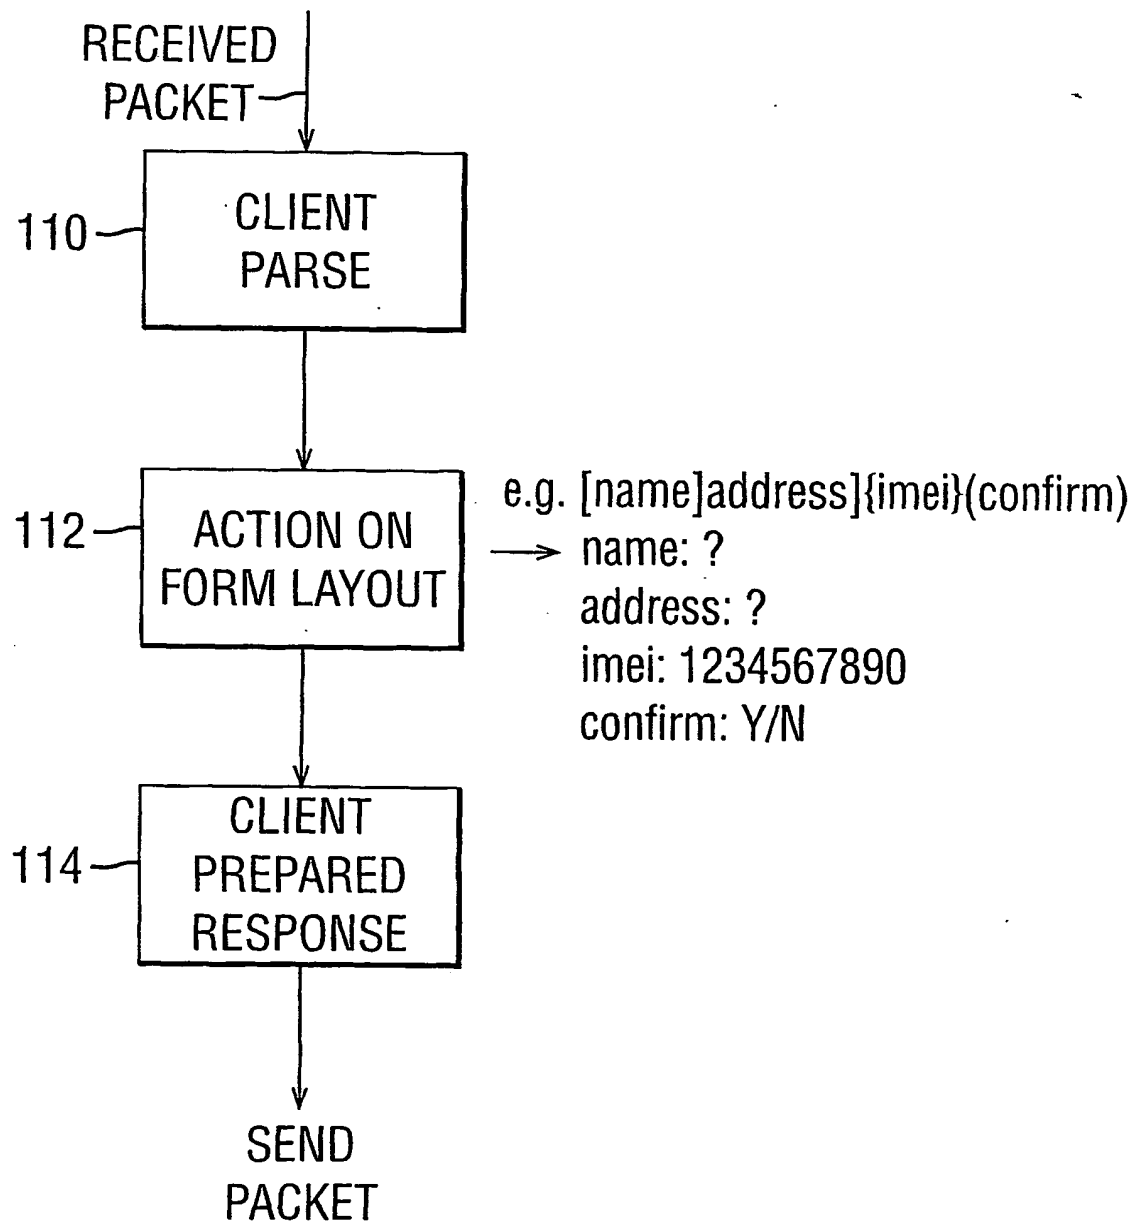 RECEIVED
PACKET
110
CLIENT
PARSE
112
ACTION ON
FORM LAYOUT
e.g. [name]address]{imei}(confirm)
name: ?
address: ?
imei: 1234567890
confirm: Y/N
114
CLIENT
PREPARED
RESPONSE
SEND
PACKET